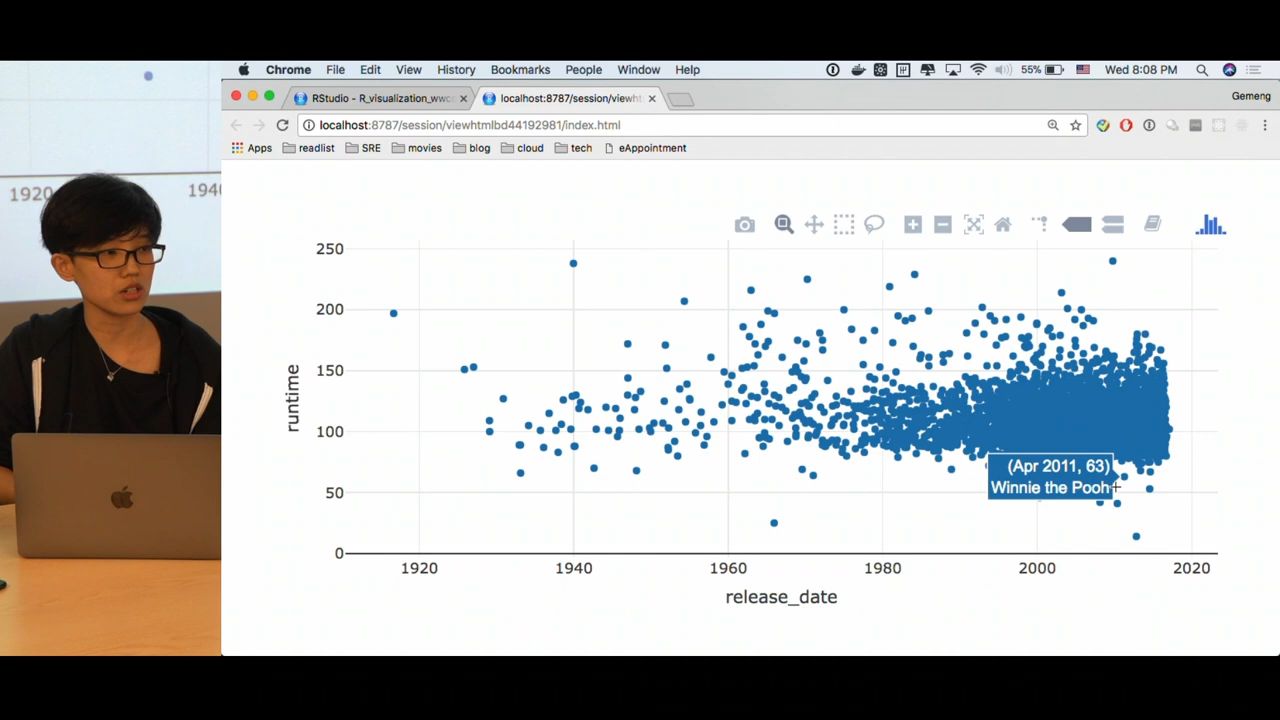 Chrome File Edit View History Bookmarks People Window Help 55% Wed 8:08 PM
RStudio - R_visualization_wwc
localhost:8787/session/viewht
Gemeng
localhost:8787/session/viewhtmlbd44192981/index.html
Apps readlist SRE movies blog cloud tech eAppointment
250
200
150
100
50
0
runtime
(Apr 2011, 63)
Winnie the Pooh
1920 1940 1960 1980 2000 2020
release_date
1920 194